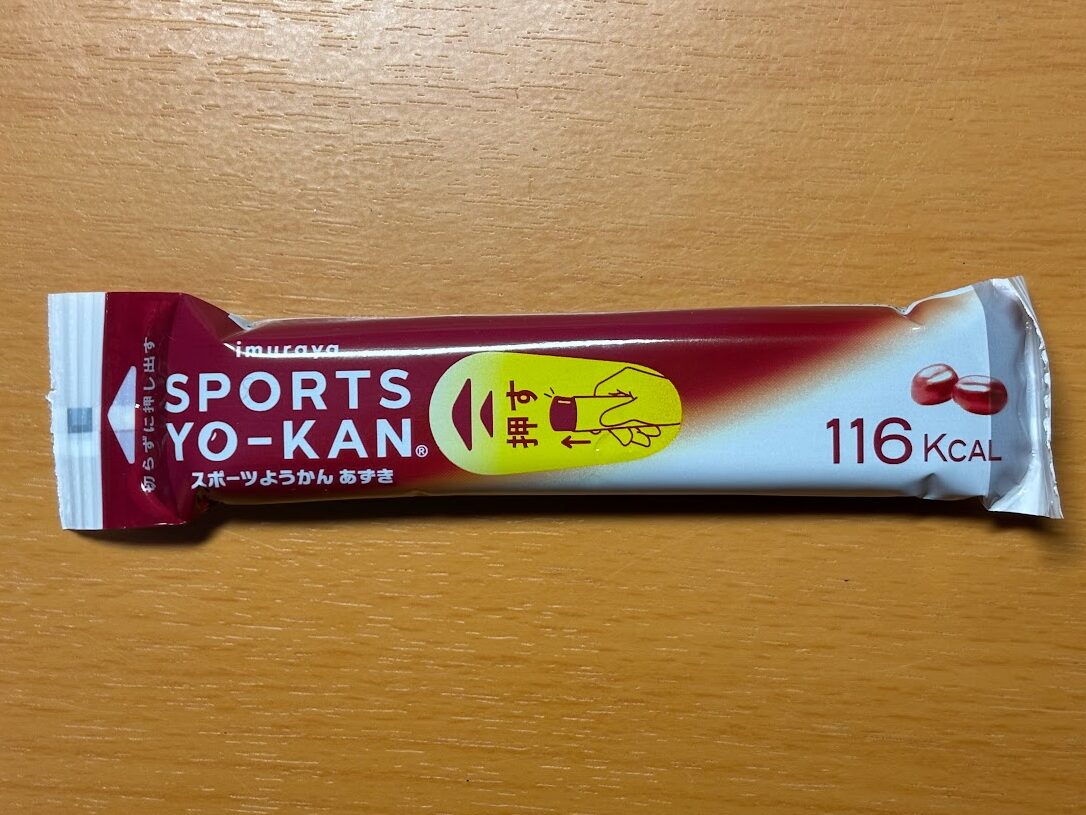 imuraya
SPORTS
YO-KAN®
スポーツようかん あずき
切らずに押し出す
押す
116 KCAL